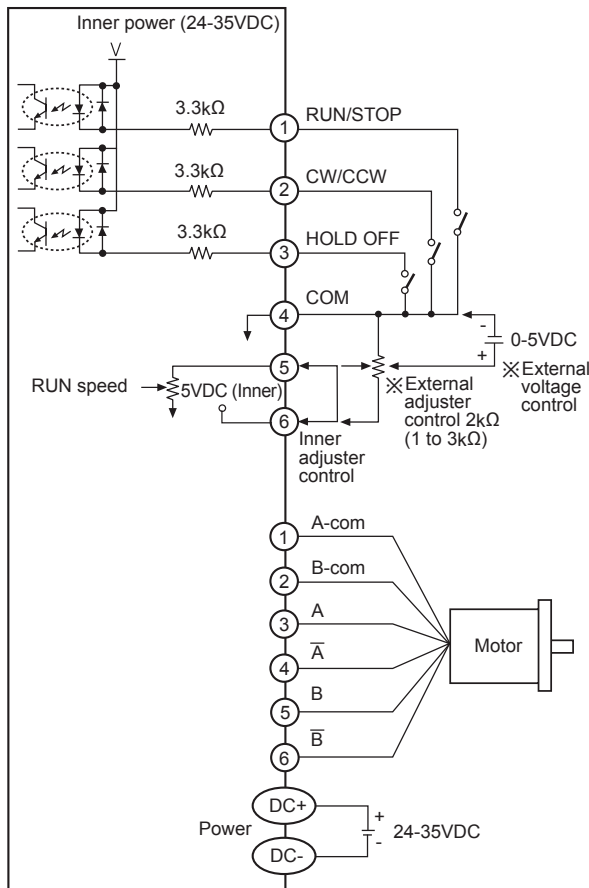 Inner power (24-35VDC)
V
3.3kΩ
1
RUN/STOP
3.3kΩ
2
CW/CCW
3.3kΩ
3
HOLD OFF
4
COM
-
0-5VDC
+
※External
voltage
control
5
RUN speed
5VDC (Inner)
※External
adjuster
control 2kΩ
(1 to 3kΩ)
6
Inner
adjuster
control
1
A-com
2
B-com
3
A
4
A̅
5
B
6
B̅
Motor
Power
DC+
DC-
+
-
24-35VDC